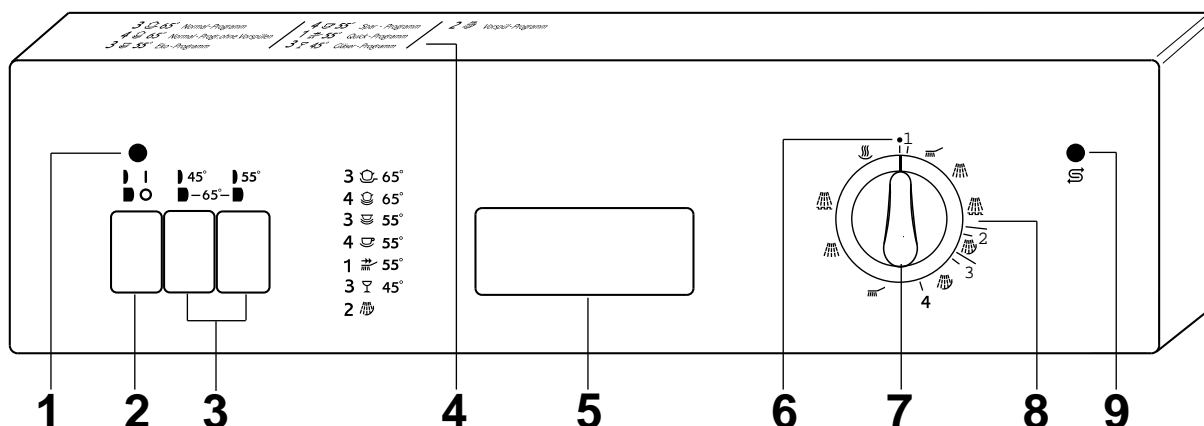 3 65° Normal-Programm
4 65° Normal-Prog.ohne Vorspülen
3 55° Eko-Programm
4 55° Spar - Programm
1 55° Quick-Programm
3 45° Gläser-Programm
2 Vorspül-Programm
I 45° 55°
O -65°-
3 65°
4 65°
3 55°
4 55°
1 55°
3 45°
2
1
2
3
4
1 2 3 4 5 6 7 8 9